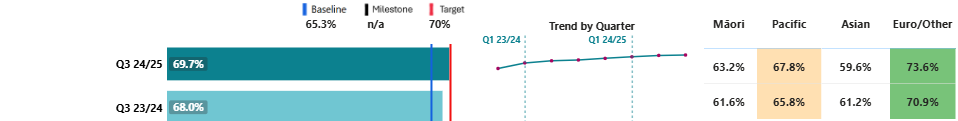 Baseline Milestone Target
65.3% n/a 70%
Trend by Quarter
Q1 23/24 Q1 24/25
Māori Pacific Asian Euro/Other
Q3 24/25 69.7% 63.2% 67.8% 59.6% 73.6%
Q3 23/24 68.0% 61.6% 65.8% 61.2% 70.9%